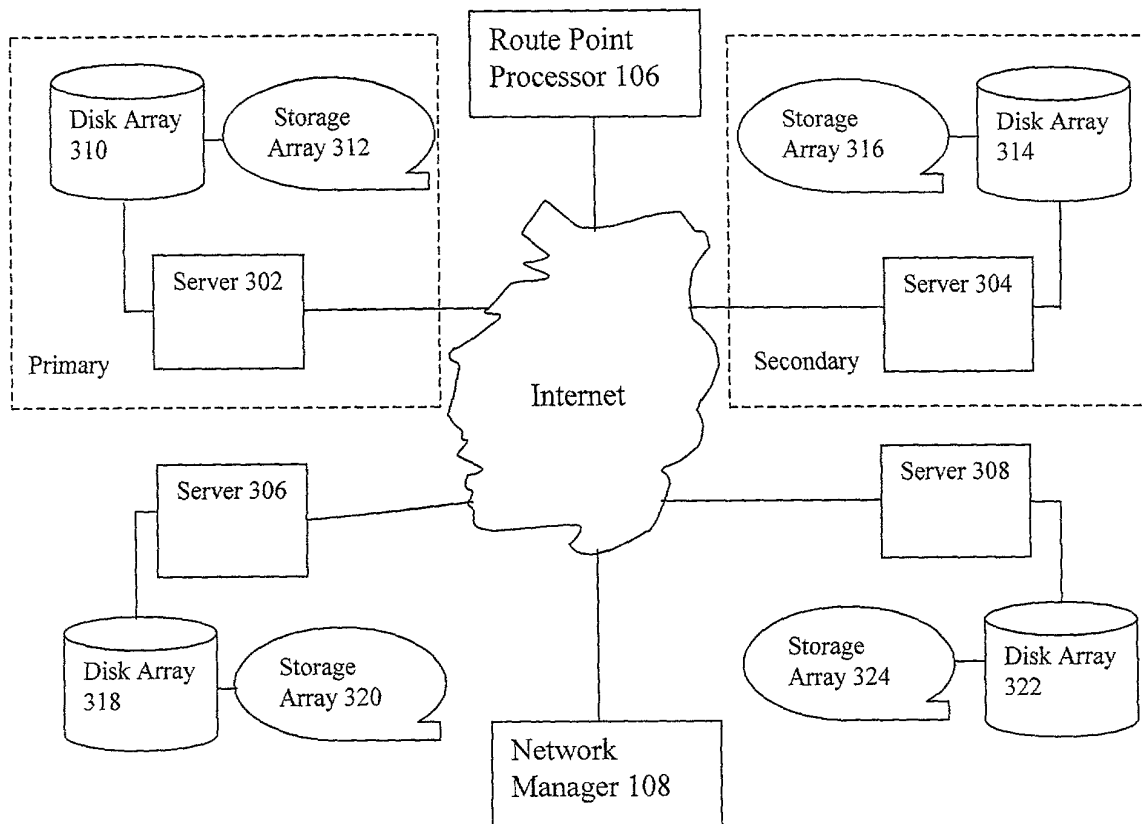 Route Point
Processor 106
Disk Array
310
Storage
Array 312
Storage
Array 316
Disk Array
314
Server 302
Server 304
Primary
Secondary
Internet
Server 306
Server 308
Disk Array
318
Storage
Array 320
Storage
Array 324
Disk Array
322
Network
Manager 108